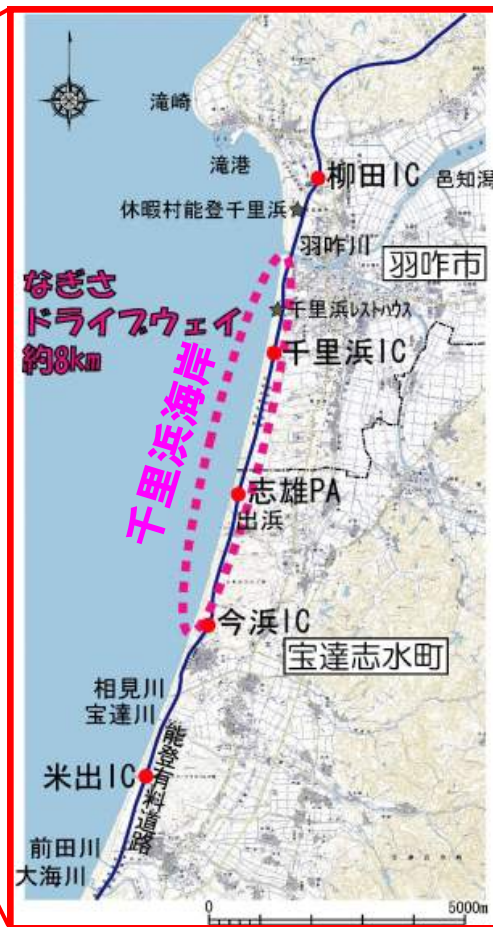 滝崎
滝港
柳田IC
邑知潟
休暇村能登千里浜
羽咋川
羽咋市
なぎさ
ドライブウェイ
約8km
千里浜レストハウス
千里浜IC
千里浜海岸
志雄PA
出浜
今浜IC
宝達志水町
相見川
宝達川
能登有料道路
米出IC
前田川
大海川
0
5000m